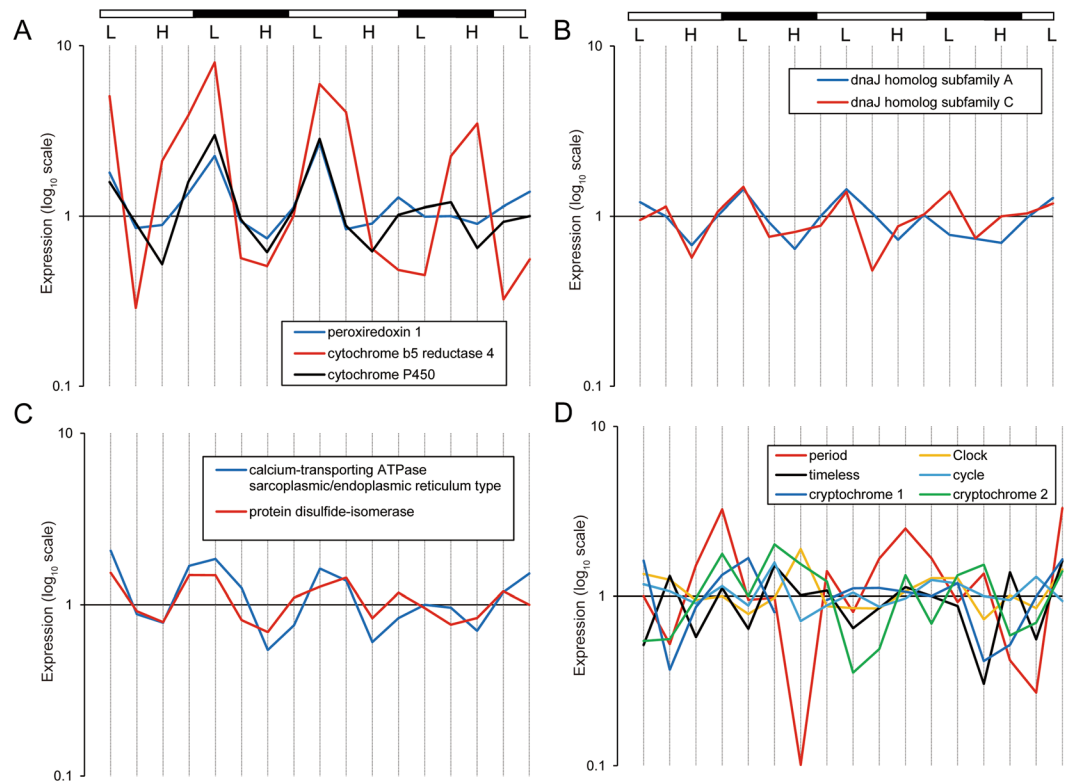 A
L H L H L H L H L
10
1
0.1
Expression (log10 scale)
peroxiredoxin 1
cytochrome b5 reductase 4
cytochrome P450
B
L H L H L H L H L
10
1
0.1
Expression (log10 scale)
dnaJ homolog subfamily A
dnaJ homolog subfamily C
C
10
1
0.1
Expression (log10 scale)
calcium-transporting ATPase
sarcoplasmic/endoplasmic reticulum type
protein disulfide-isomerase
D
10
1
0.1
Expression (log10 scale)
period Clock
timeless cycle
cryptochrome 1 cryptochrome 2